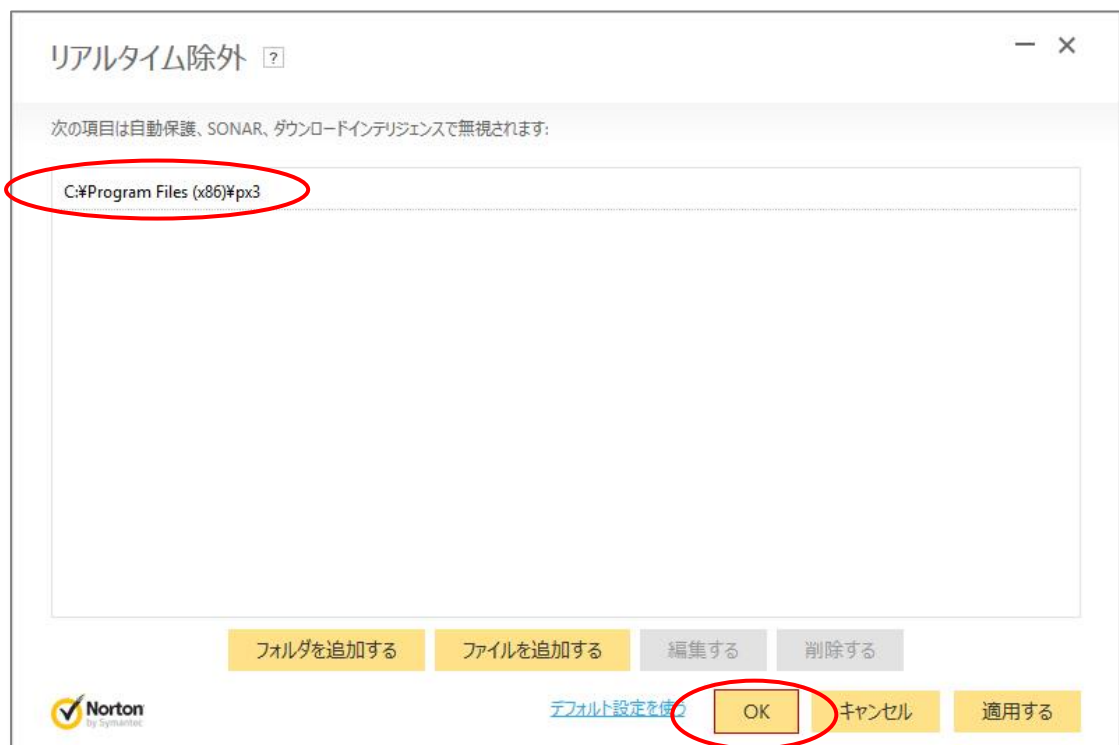 リアルタイム除外 ?
次の項目は自動保護、SONAR、ダウンロードインテリジェンスで無視されます:
C:¥Program Files (x86)¥px3
フォルダを追加する ファイルを追加する 編集する 削除する
Norton
by Symantec
デフォルト設定を使う OK キャンセル 適用する